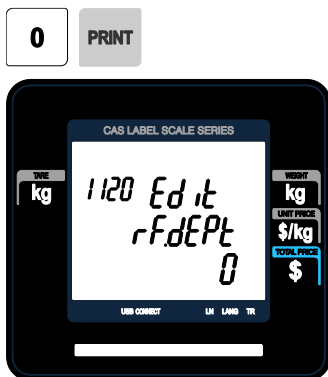 0 PRINT
CAS LABEL SCALE SERIES
TARE
kg
1120 Edit
rF.dEPt
0
WEIGHT
kg
UNIT PRICE
$/kg
TOTAL PRICE
$
USB CONNECT LN LANG TR